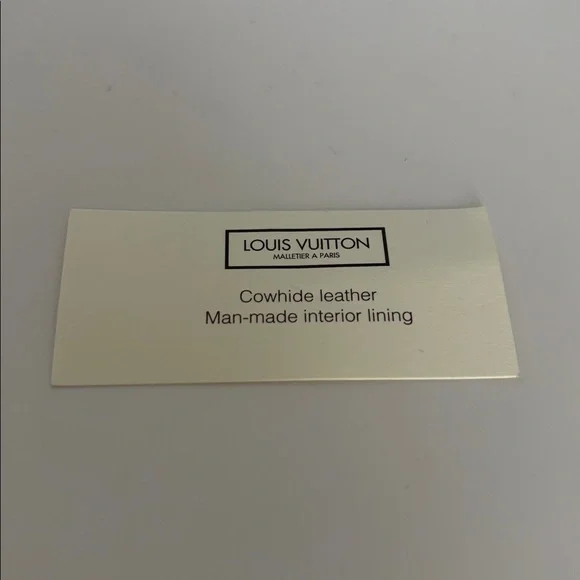 LOUIS VUITTON
MALLETIER A PARIS
Cowhide leather
Man-made interior lining